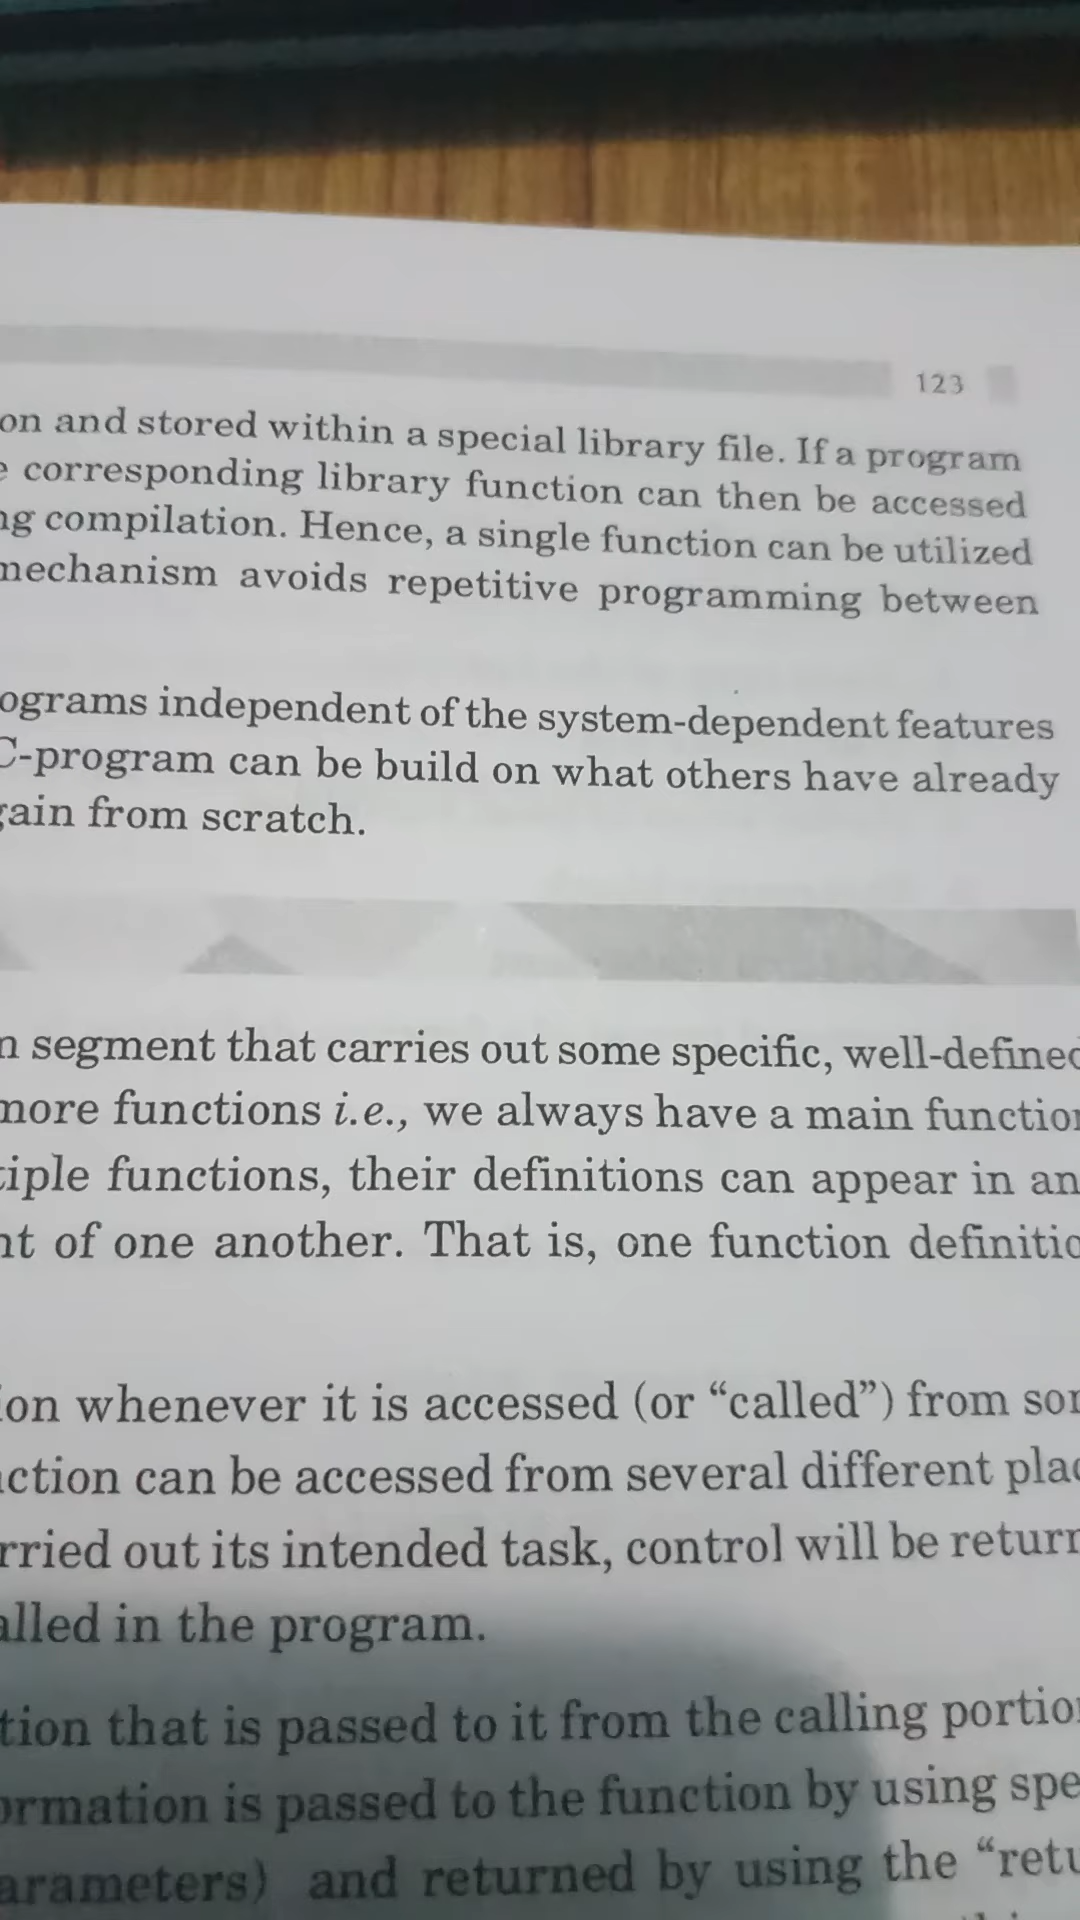 123
on and stored within a special library file. If a program
corresponding library function can then be accessed
ng compilation. Hence, a single function can be utilized
mechanism avoids repetitive programming between
ograms independent of the system-dependent features
C-program can be build on what others have already
gain from scratch.
n segment that carries out some specific, well-defined
more functions i.e., we always have a main function
tiple functions, their definitions can appear in an
nt of one another. That is, one function definitio
ion whenever it is accessed (or “called”) from som
nction can be accessed from several different plac
rried out its intended task, control will be return
alled in the program.
tion that is passed to it from the calling portion
ormation is passed to the function by using spe
arameters) and returned by using the “retu